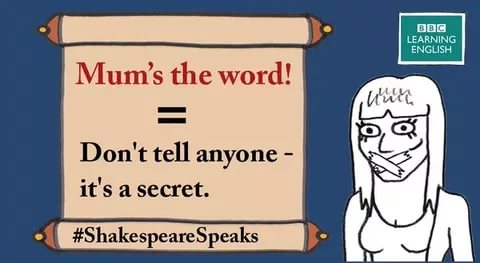 Mum's the word!
=
Don't tell anyone -
it's a secret.
#ShakespeareSpeaks
BBC
LEARNING
ENGLISH